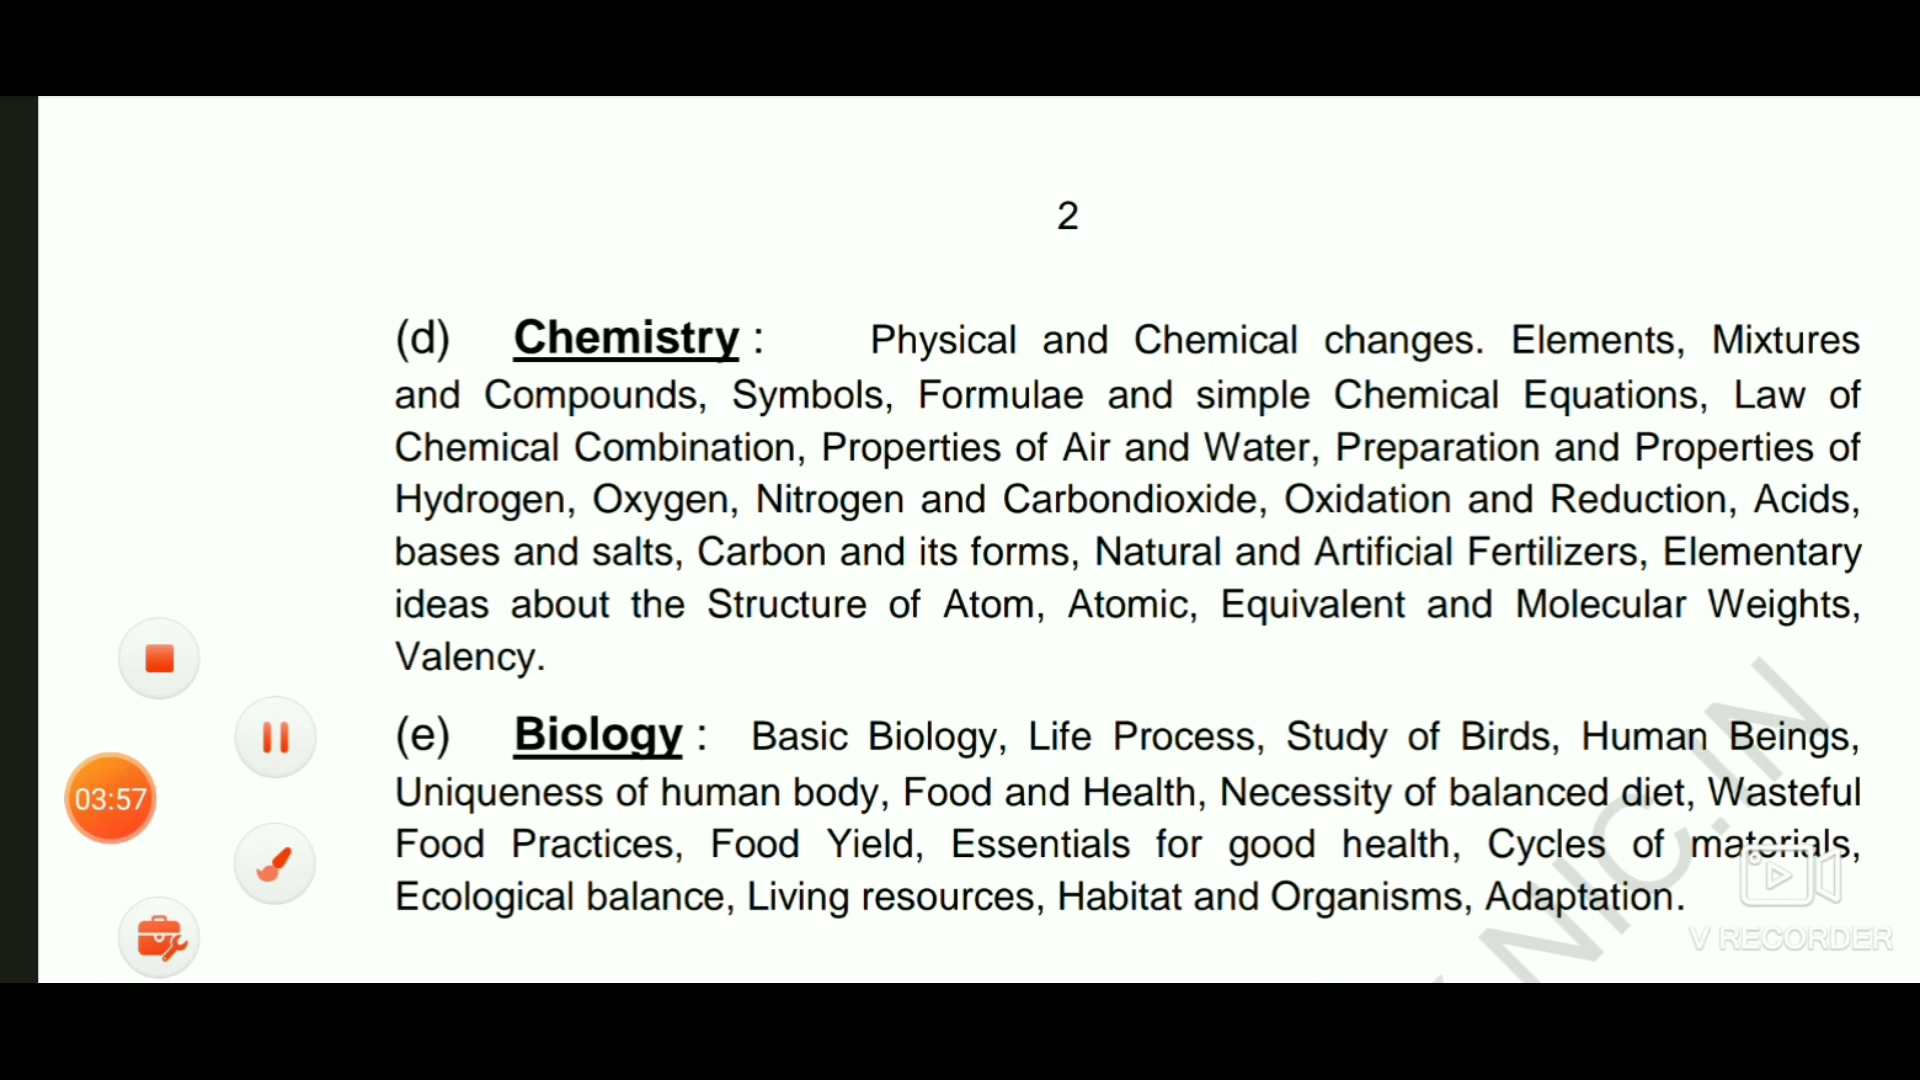 2
(d) Chemistry : Physical and Chemical changes. Elements, Mixtures
and Compounds, Symbols, Formulae and simple Chemical Equations, Law of
Chemical Combination, Properties of Air and Water, Preparation and Properties of
Hydrogen, Oxygen, Nitrogen and Carbondioxide, Oxidation and Reduction, Acids,
bases and salts, Carbon and its forms, Natural and Artificial Fertilizers, Elementary
ideas about the Structure of Atom, Atomic, Equivalent and Molecular Weights,
Valency.
(e) Biology : Basic Biology, Life Process, Study of Birds, Human Beings,
Uniqueness of human body, Food and Health, Necessity of balanced diet, Wasteful
Food Practices, Food Yield, Essentials for good health, Cycles of materials,
Ecological balance, Living resources, Habitat and Organisms, Adaptation.
03:57
NIC.IN
V RECORDER